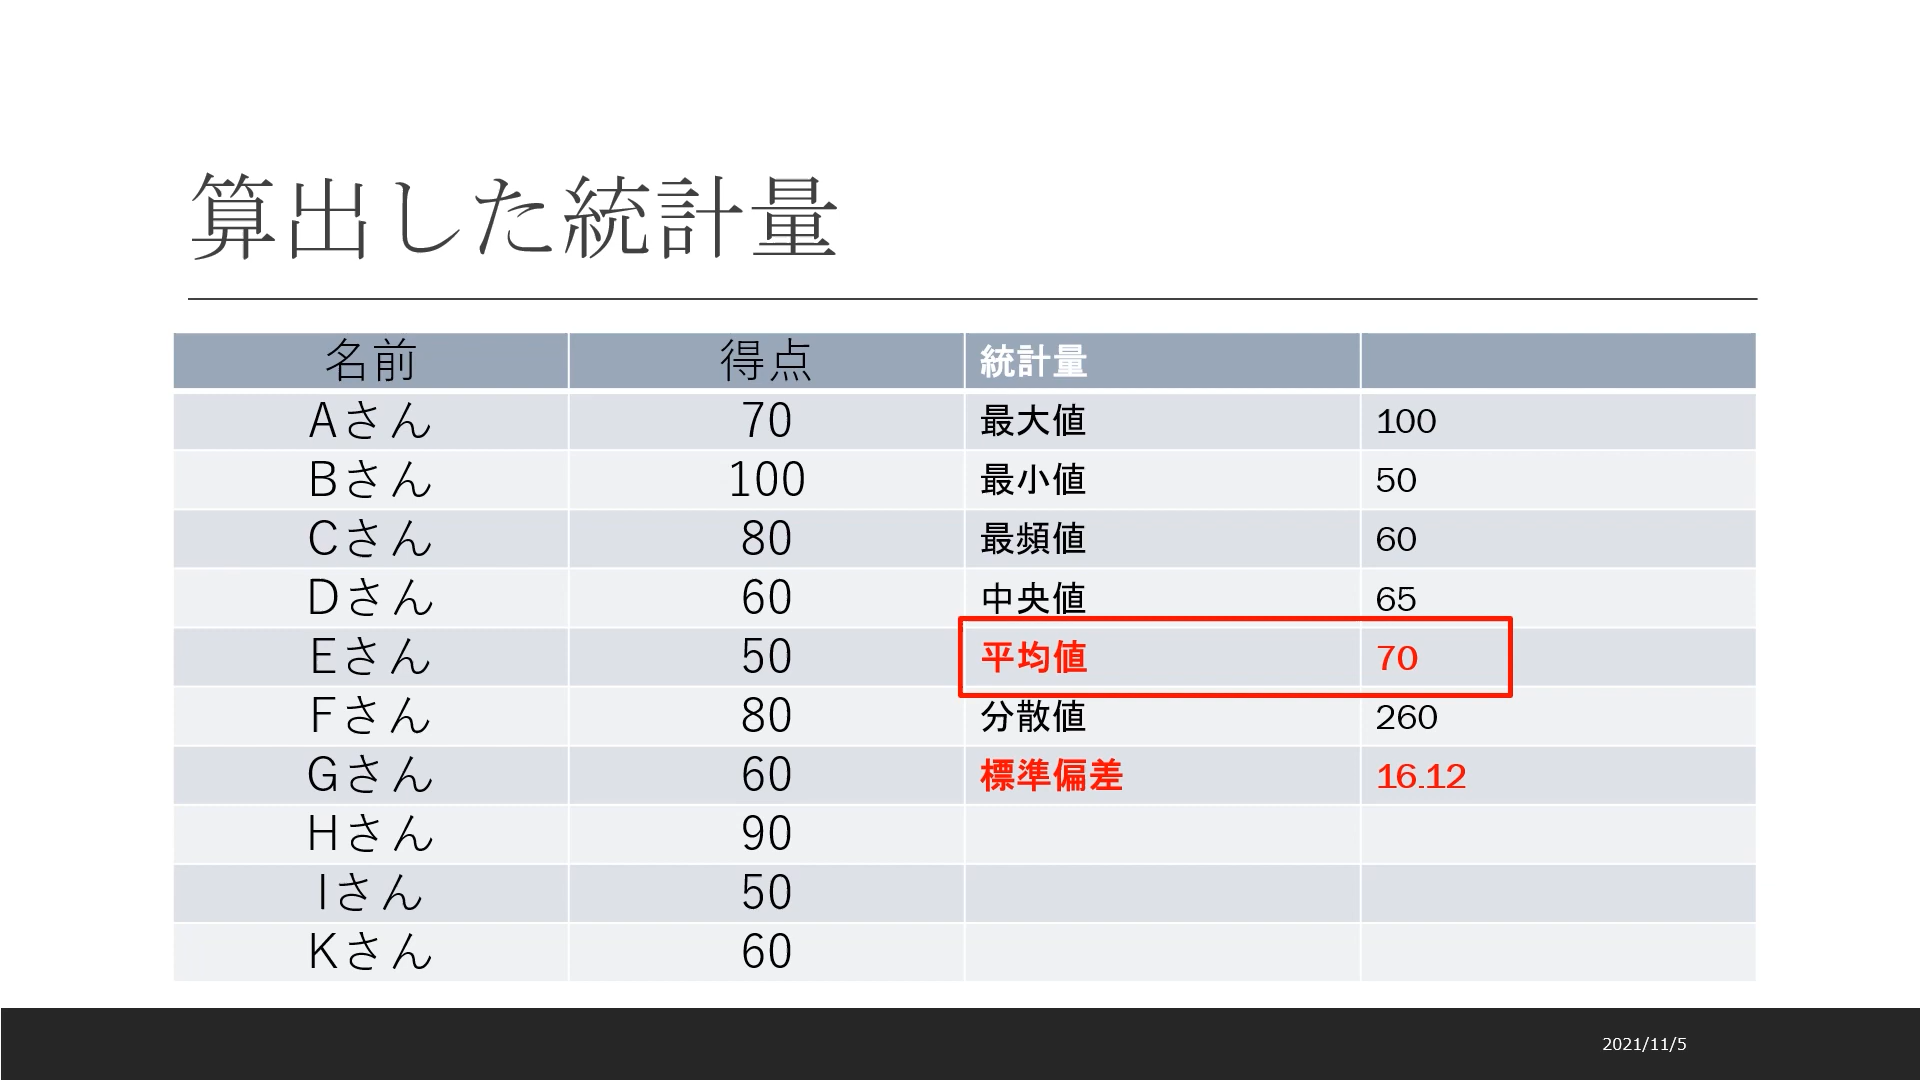 算出した統計量
名前 得点 統計量
Aさん 70 最大値 100
Bさん 100 最小値 50
Cさん 80 最頻値 60
Dさん 60 中央値 65
Eさん 50 平均値 70
Fさん 80 分散値 260
Gさん 60 標準偏差 16.12
Hさん 90
Iさん 50
Kさん 60
2021/11/5